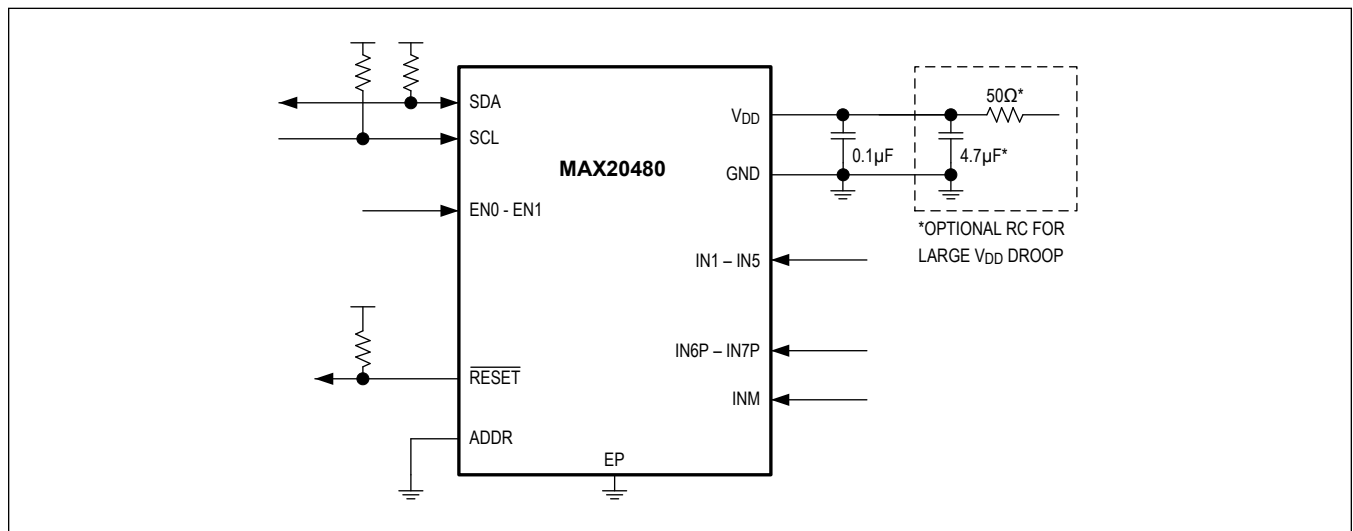 SDA
SCL
EN0 - EN1
RESET
ADDR
MAX20480
EP
VDD
GND
IN1 – IN5
IN6P – IN7P
INM
0.1µF
50Ω*
4.7µF*
*OPTIONAL RC FOR
LARGE VDD DROOP